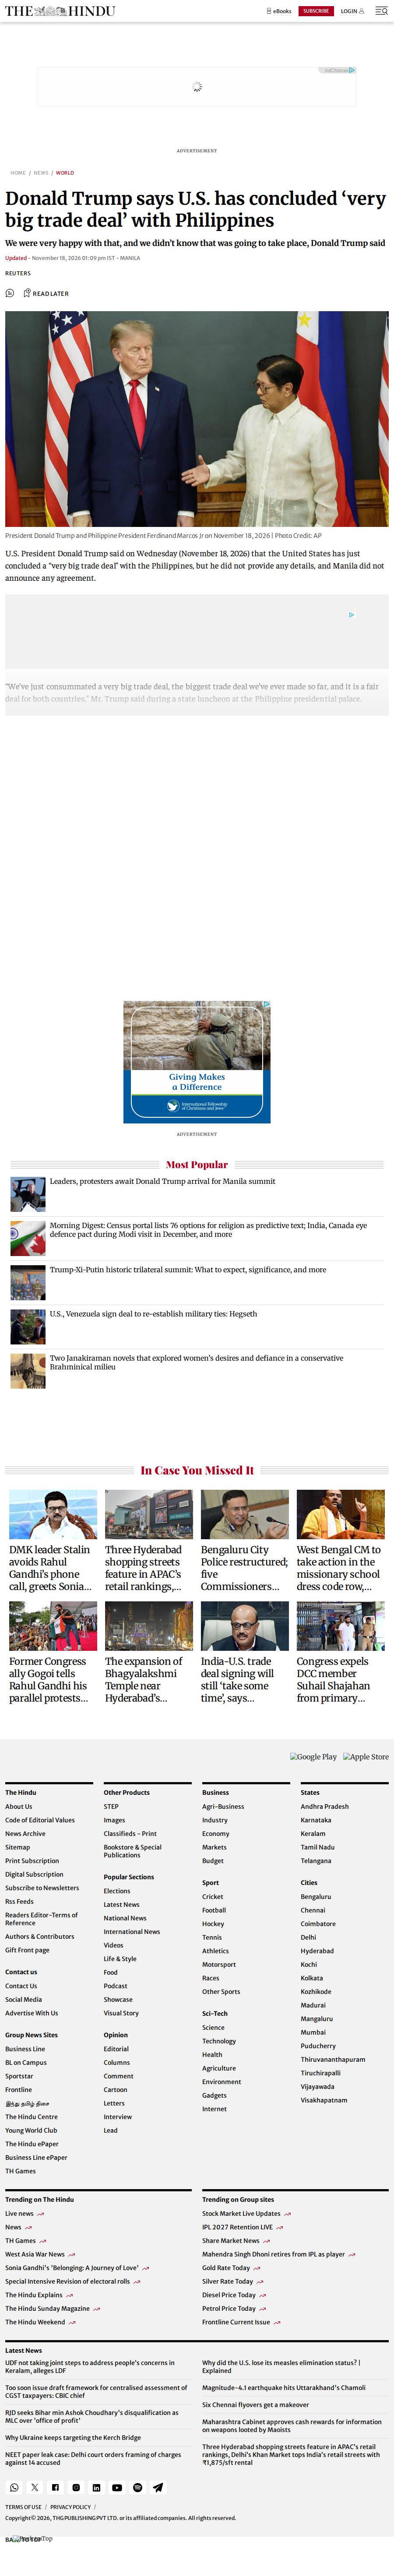 THE HINDU
eBooks
SUBSCRIBE
LOGIN
ADVERTISEMENT
HOME / NEWS / WORLD
Donald Trump says U.S. has concluded ‘very
big trade deal’ with Philippines
We were very happy with that, and we didn’t know that was going to take place, Donald Trump said
Updated - November 18, 2026 01:09 pm IST - MANILA
REUTERS
READ LATER
President Donald Trump and Philippine President Ferdinand Marcos Jr on November 18, 2026 | Photo Credit: AP
U.S. President Donald Trump said on Wednesday (November 18, 2026) that the United States has just
concluded a “very big trade deal” with the Philippines, but he did not provide any details, and Manila did not
announce any agreement.
“We’ve just consummated a very big trade deal, the biggest trade deal we’ve ever made so far, and it is a fair
deal for both countries,” Mr. Trump said during a state luncheon at the Philippine presidential palace.
Giving Makes
a Difference
International Fellowship
of Christians and Jews
ADVERTISEMENT
Most Popular
Leaders, protesters await Donald Trump arrival for Manila summit
Morning Digest: Census portal lists 76 options for religion as predictive text; India, Canada eye
defence pact during Modi visit in December, and more
Trump-Xi-Putin historic trilateral summit: What to expect, significance, and more
U.S., Venezuela sign deal to re-establish military ties: Hegseth
Two Janakiraman novels that explored women’s desires and defiance in a conservative
Brahminical milieu
In Case You Missed It
DMK leader Stalin
avoids Rahul
Gandhi’s phone
call, greets Sonia...
Three Hyderabad
shopping streets
feature in APAC’s
retail rankings,...
Bengaluru City
Police restructured;
five
Commissioners...
West Bengal CM to
take action in the
missionary school
dress code row,...
Former Congress
ally Gogoi tells
Rahul Gandhi his
parallel protests...
The expansion of
Bhagyalakshmi
Temple near
Hyderabad’s...
India-U.S. trade
deal signing will
still ‘take some
time’, says...
Congress expels
DCC member
Suhail Shajahan
from primary...
Google Play
Apple Store
The Hindu
About Us
Code of Editorial Values
News Archive
Sitemap
Print Subscription
Digital Subscription
Subscribe to Newsletters
Rss Feeds
Readers Editor-Terms of
Reference
Authors & Contributors
Gift Front page
Contact us
Contact Us
Social Media
Advertise With Us
Group News Sites
Business Line
BL on Campus
Sportstar
Frontline
இந்து தமிழ் திசை
The Hindu Centre
Young World Club
The Hindu ePaper
Business Line ePaper
TH Games
Other Products
STEP
Images
Classifieds - Print
Bookstore & Special
Publications
Popular Sections
Elections
Latest News
National News
International News
Videos
Life & Style
Food
Podcast
Showcase
Visual Story
Opinion
Editorial
Columns
Comment
Cartoon
Letters
Interview
Lead
Business
Agri-Business
Industry
Economy
Markets
Budget
Sport
Cricket
Football
Hockey
Tennis
Athletics
Motorsport
Races
Other Sports
Sci-Tech
Science
Technology
Health
Agriculture
Environment
Gadgets
Internet
States
Andhra Pradesh
Karnataka
Keralam
Tamil Nadu
Telangana
Cities
Bengaluru
Chennai
Coimbatore
Delhi
Hyderabad
Kochi
Kolkata
Kozhikode
Madurai
Mangaluru
Mumbai
Puducherry
Thiruvananthapuram
Tiruchirapalli
Vijayawada
Visakhapatnam
Trending on The Hindu
Live news
News
TH Games
West Asia War News
Sonia Gandhi's 'Belonging: A Journey of Love'
Special Intensive Revision of electoral rolls
The Hindu Explains
The Hindu Sunday Magazine
The Hindu Weekend
Trending on Group sites
Stock Market Live Updates
IPL 2027 Retention LIVE
Share Market News
Mahendra Singh Dhoni retires from IPL as player
Gold Rate Today
Silver Rate Today
Diesel Price Today
Petrol Price Today
Frontline Current Issue
Latest News
UDF not taking joint steps to address people’s concerns in
Keralam, alleges LDF
Too soon issue draft framework for centralised assessment of
CGST taxpayers: CBIC chief
RJD seeks Bihar min Ashok Choudhary's disqualification as
MLC over 'office of profit'
Why Ukraine keeps targeting the Kerch Bridge
NEET paper leak case: Delhi court orders framing of charges
against 14 accused
Why did the U.S. lose its measles elimination status? |
Explained
Magnitude-4.1 earthquake hits Uttarakhand's Chamoli
Six Chennai flyovers get a makeover
Maharashtra Cabinet approves cash rewards for information
on weapons looted by Maoists
Three Hyderabad shopping streets feature in APAC’s retail
rankings, Delhi’s Khan Market tops India’s retail streets with
₹1,875/sft rental
TERMS OF USE / PRIVACY POLICY /
Copyright© 2026, THG PUBLISHING PVT LTD. or its affiliated companies. All rights reserved.